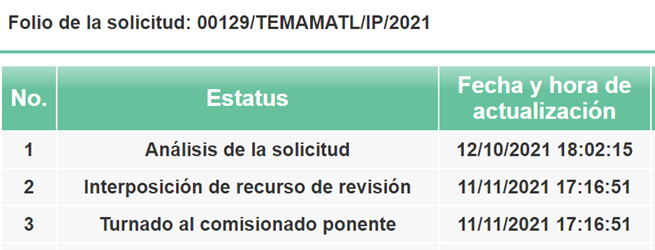 Folio de la solicitud: 00129/TEMAMATL/IP/2021
No. Estatus Fecha y hora de
actualización
1 Análisis de la solicitud 12/10/2021 18:02:15
2 Interposición de recurso de revisión 11/11/2021 17:16:51
3 Turnado al comisionado ponente 11/11/2021 17:16:51